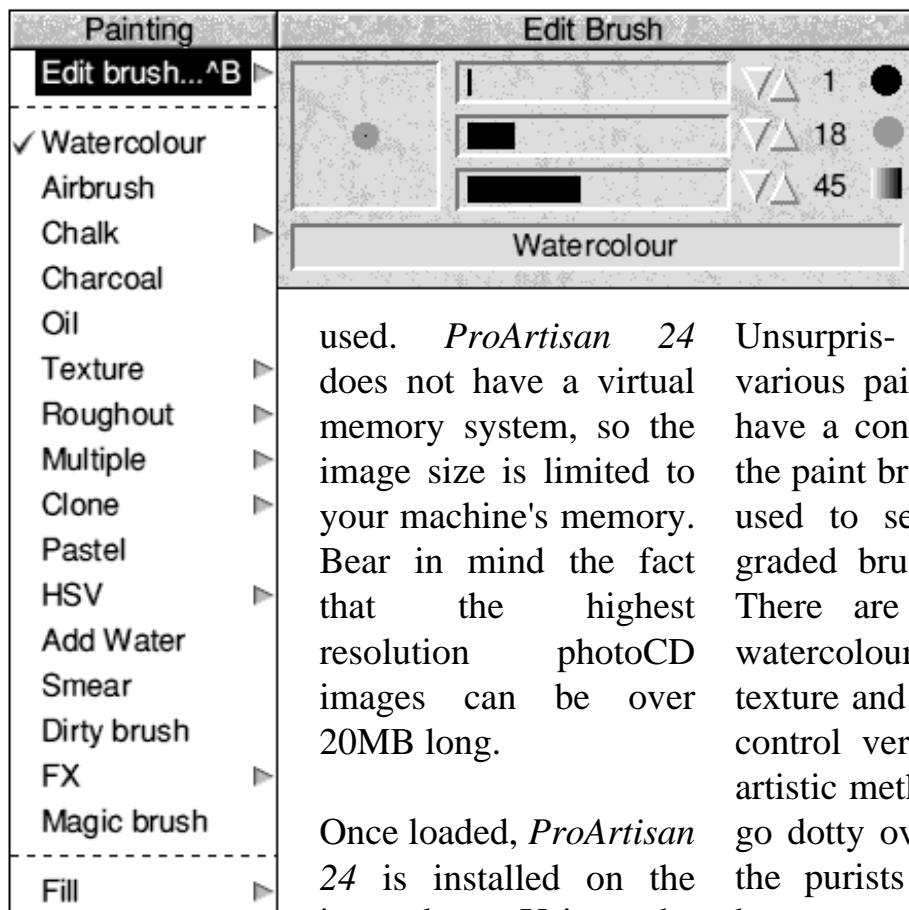 Painting
Edit brush...^B
Watercolour
Airbrush
Chalk
Charcoal
Oil
Texture
Roughout
Multiple
Clone
Pastel
HSV
Add Water
Smear
Dirty brush
FX
Magic brush
Fill
Edit Brush
1
18
45
Watercolour
used. ProArtisan 24
does not have a virtual
memory system, so the
image size is limited to
your machine's memory.
Bear in mind the fact
that the highest
resolution photoCD
images can be over
20MB long.
Once loaded, ProArtisan
24 is installed on the
Unsurpris-
various pai
have a con
the paint br
used to se
graded bru
There are
watercolour
texture and
control ver
artistic met
go dotty ov
the purists